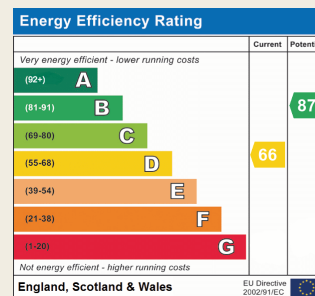 Energy Efficiency Rating
Current Potenti
Very energy efficient - lower running costs
(92+) A
(81-91) B 87
(69-80) C
(55-68) D 66
(39-54) E
(21-38) F
(1-20) G
Not energy efficient - higher running costs
England, Scotland & Wales EU Directive
2002/91/EC